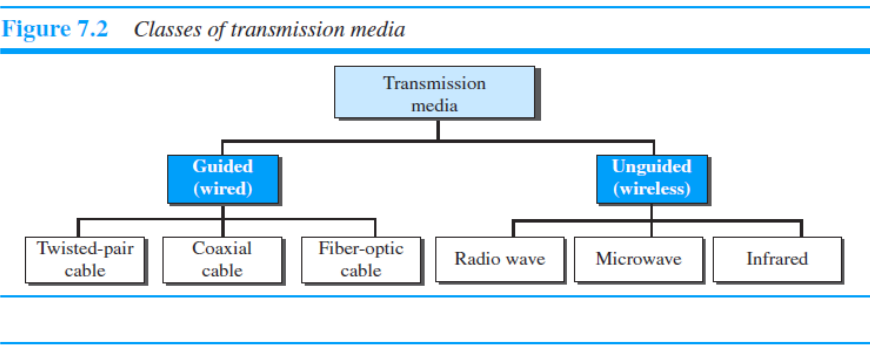 Figure 7.2 Classes of transmission media
Transmission
media
Guided
(wired)
Unguided
(wireless)
Twisted-pair
cable
Coaxial
cable
Fiber-optic
cable
Radio wave
Microwave
Infrared